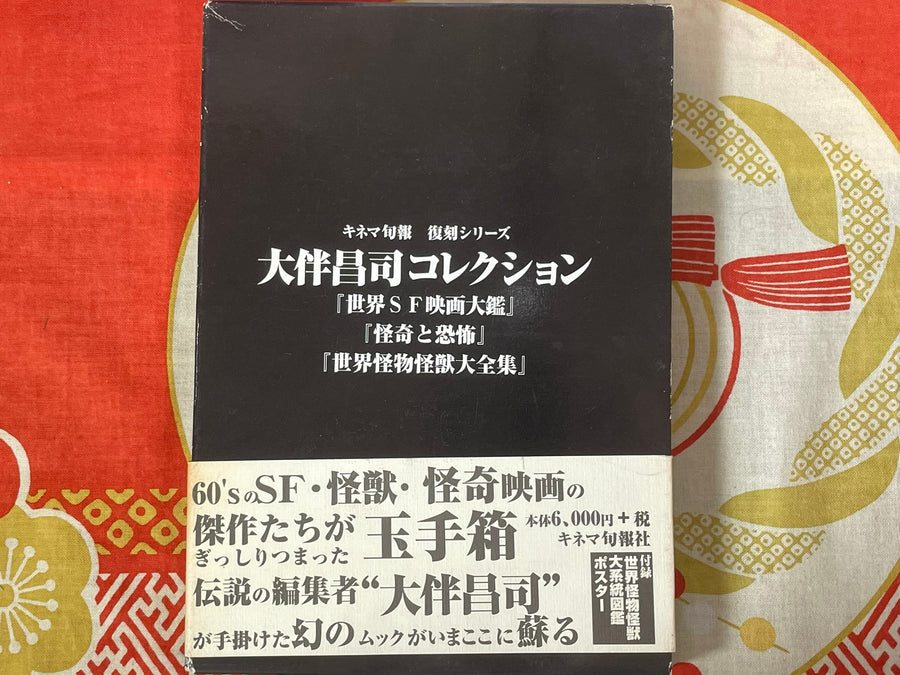 キネマ旬報 復刻シリーズ
大伴昌司コレクション
『世界SF映画大鑑』
『怪奇と恐怖』
『世界怪物怪獣大全集』
60'sのSF・怪獣・怪奇映画の
傑作たちが
ぎっしりつまった
玉手箱
本体6,000円+税
キネマ旬報社
伝説の編集者“大伴昌司”
が手掛けた幻のムックがいまここに蘇る
付録
世界怪物怪獣
大系統図鑑
ポスター